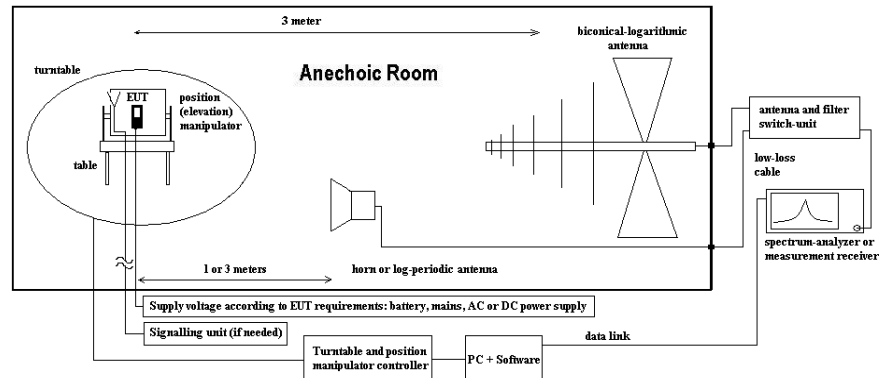 3 meter
biconical-logarithmic
antenna
turntable
Anechoic Room
EUT
position
(elevation)
manipulator
antenna and filter
switch-unit
table
low-loss
cable
spectrum-analyzer or
measurement receiver
1 or 3 meters
horn or log-periodic antenna
Supply voltage according to EUT requirements: battery, mains, AC or DC power supply
Signalling unit (if needed)
data link
Turntable and position
manipulator controller
PC + Software